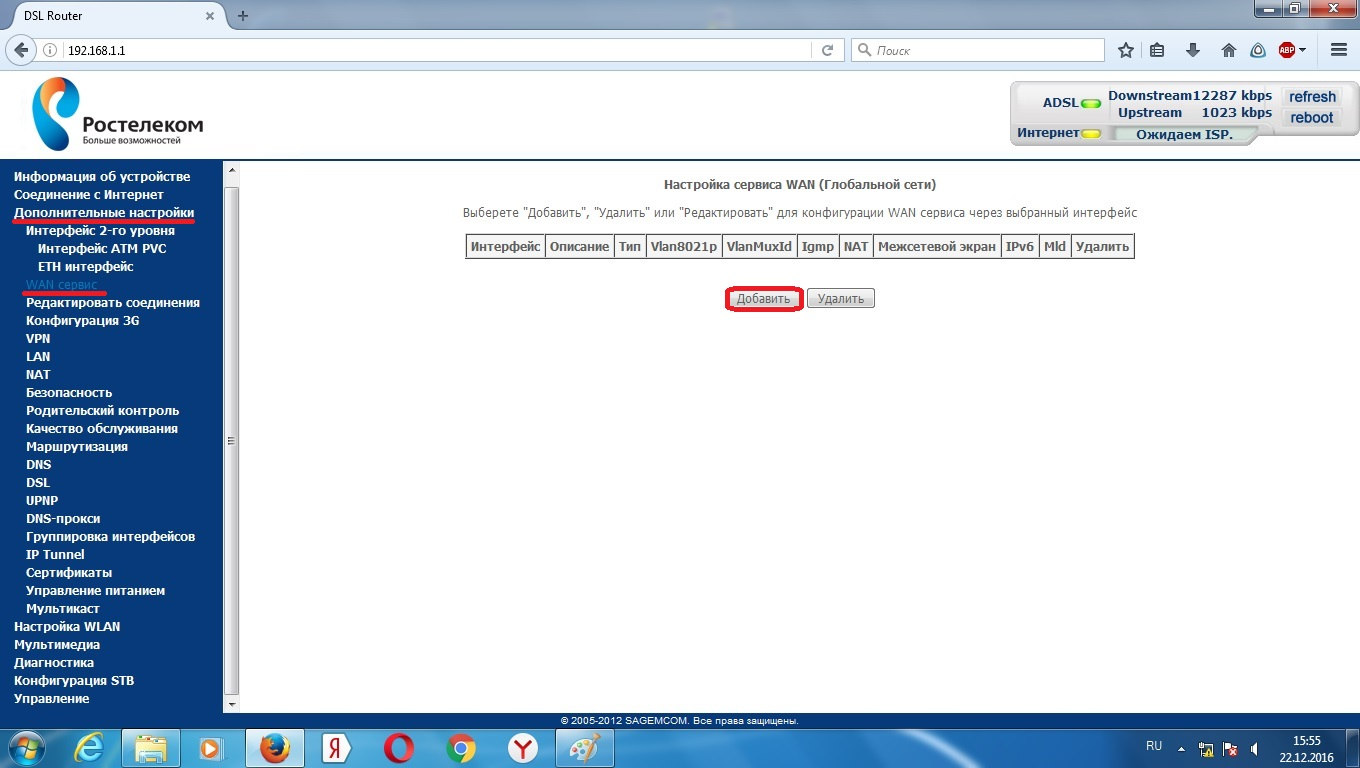 DSL Router
192.168.1.1
Поиск
ABP
Ростелеком
Больше возможностей
ADSL
Downstream12287 kbps
Upstream 1023 kbps
refresh
reboot
Интернет
Ожидаем ISP.
Информация об устройстве
Соединение с Интернет
Дополнительные настройки
Интерфейс 2-го уровня
Интерфейс ATM PVC
ETH интерфейс
WAN сервис
Редактировать соединения
Конфигурация 3G
VPN
LAN
NAT
Безопасность
Родительский контроль
Качество обслуживания
Маршрутизация
DNS
DSL
UPNP
DNS-прокси
Группировка интерфейсов
IP Tunnel
Сертификаты
Управление питанием
Мультикаст
Настройка WLAN
Мультимедиа
Диагностика
Конфигурация STB
Управление
Настройка сервиса WAN (Глобальной сети)
Выберете "Добавить", "Удалить" или "Редактировать" для конфигурации WAN сервиса через выбранный интерфейс
Интерфейс Описание Тип Vlan8021p VlanMuxId Igmp NAT Межсетевой экран IPv6 Mld Удалить
Добавить Удалить
© 2005-2012 SAGEMCOM. Все права защищены.
RU
15:55
22.12.2016